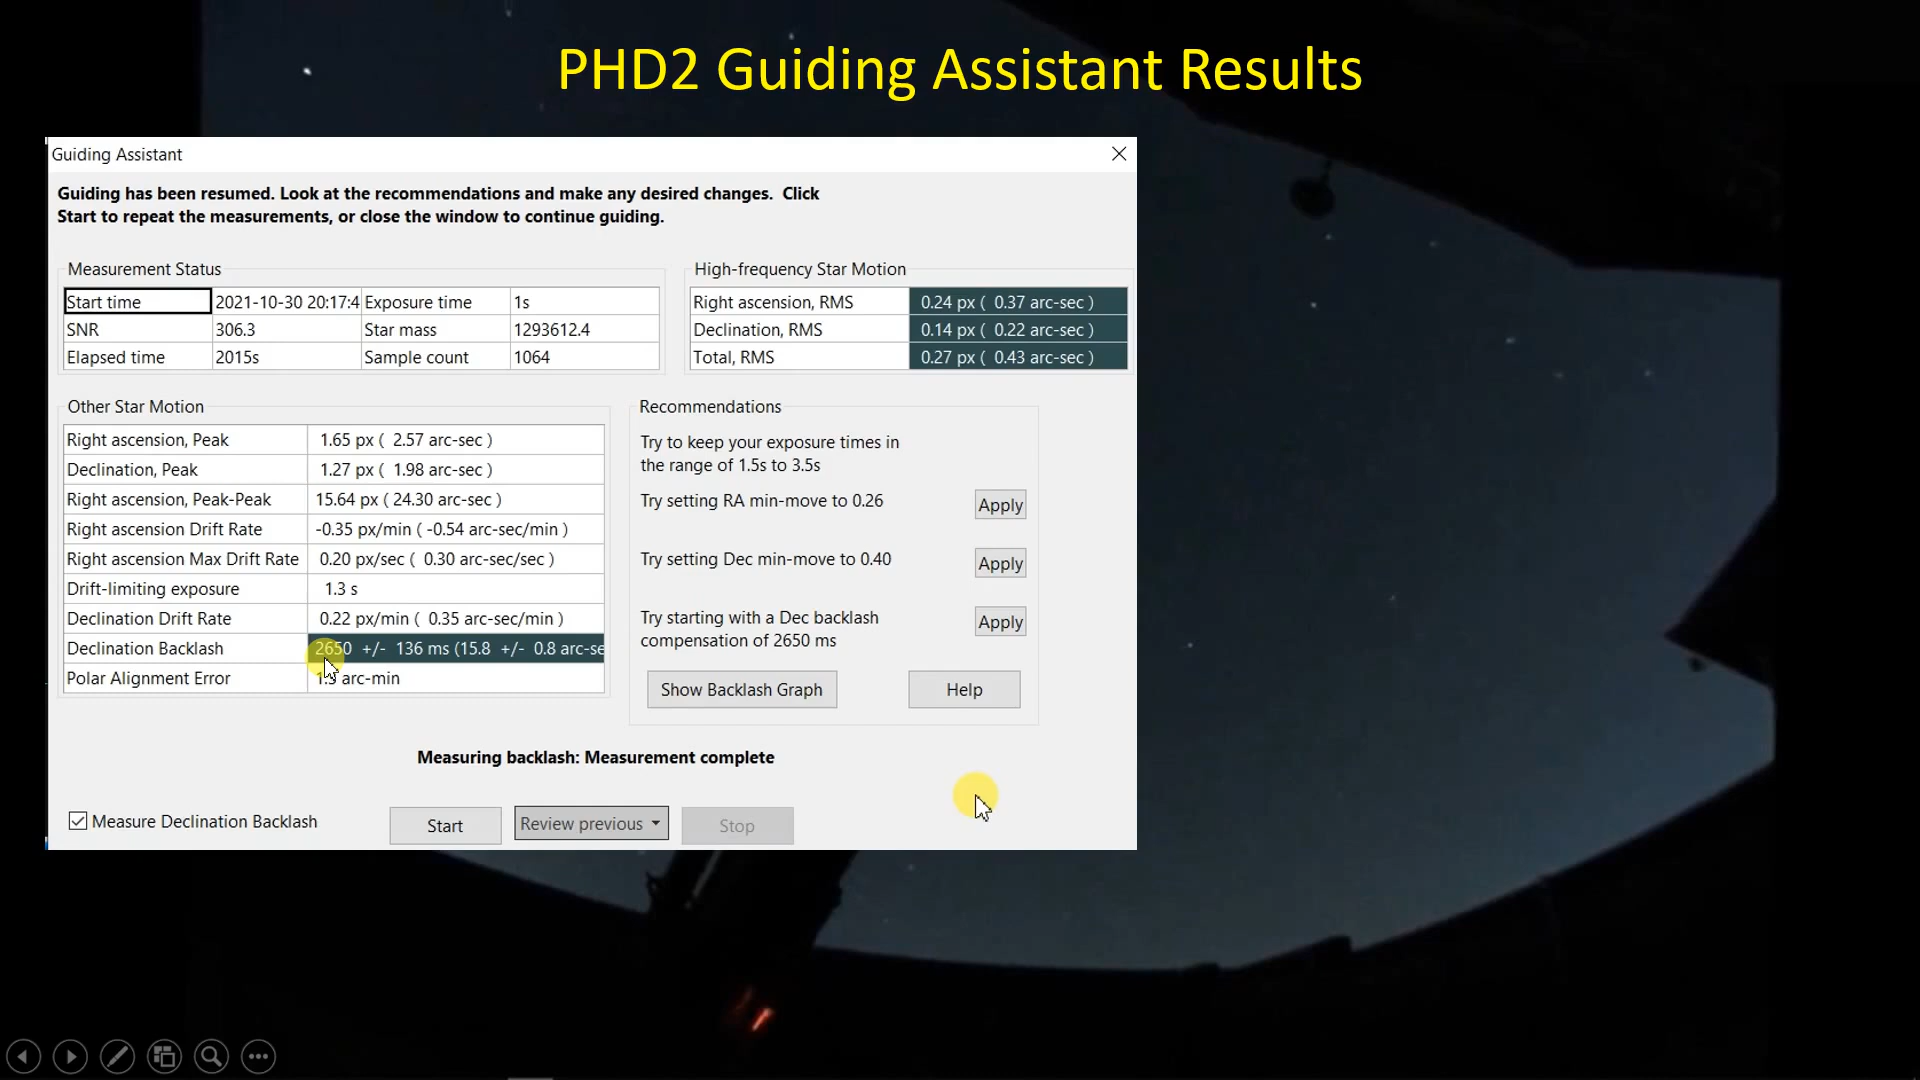 PHD2 Guiding Assistant Results
Guiding Assistant
Guiding has been resumed. Look at the recommendations and make any desired changes. Click
Start to repeat the measurements, or close the window to continue guiding.
Measurement Status
Start time 2021-10-30 20:17:4 Exposure time 1s
SNR 306.3 Star mass 1293612.4
Elapsed time 2015s Sample count 1064
High-frequency Star Motion
Right ascension, RMS 0.24 px ( 0.37 arc-sec )
Declination, RMS 0.14 px ( 0.22 arc-sec )
Total, RMS 0.27 px ( 0.43 arc-sec )
Other Star Motion
Right ascension, Peak 1.65 px ( 2.57 arc-sec )
Declination, Peak 1.27 px ( 1.98 arc-sec )
Right ascension, Peak-Peak 15.64 px ( 24.30 arc-sec )
Right ascension Drift Rate -0.35 px/min ( -0.54 arc-sec/min )
Right ascension Max Drift Rate 0.20 px/sec ( 0.30 arc-sec/sec )
Drift-limiting exposure 1.3 s
Declination Drift Rate 0.22 px/min ( 0.35 arc-sec/min )
Declination Backlash 2650 +/- 136 ms (15.8 +/- 0.8 arc-se
Polar Alignment Error arc-min
Recommendations
Try to keep your exposure times in
the range of 1.5s to 3.5s
Try setting RA min-move to 0.26
Apply
Try setting Dec min-move to 0.40
Apply
Try starting with a Dec backlash
compensation of 2650 ms
Apply
Show Backlash Graph
Help
Measuring backlash: Measurement complete
Measure Declination Backlash
Start
Review previous
Stop